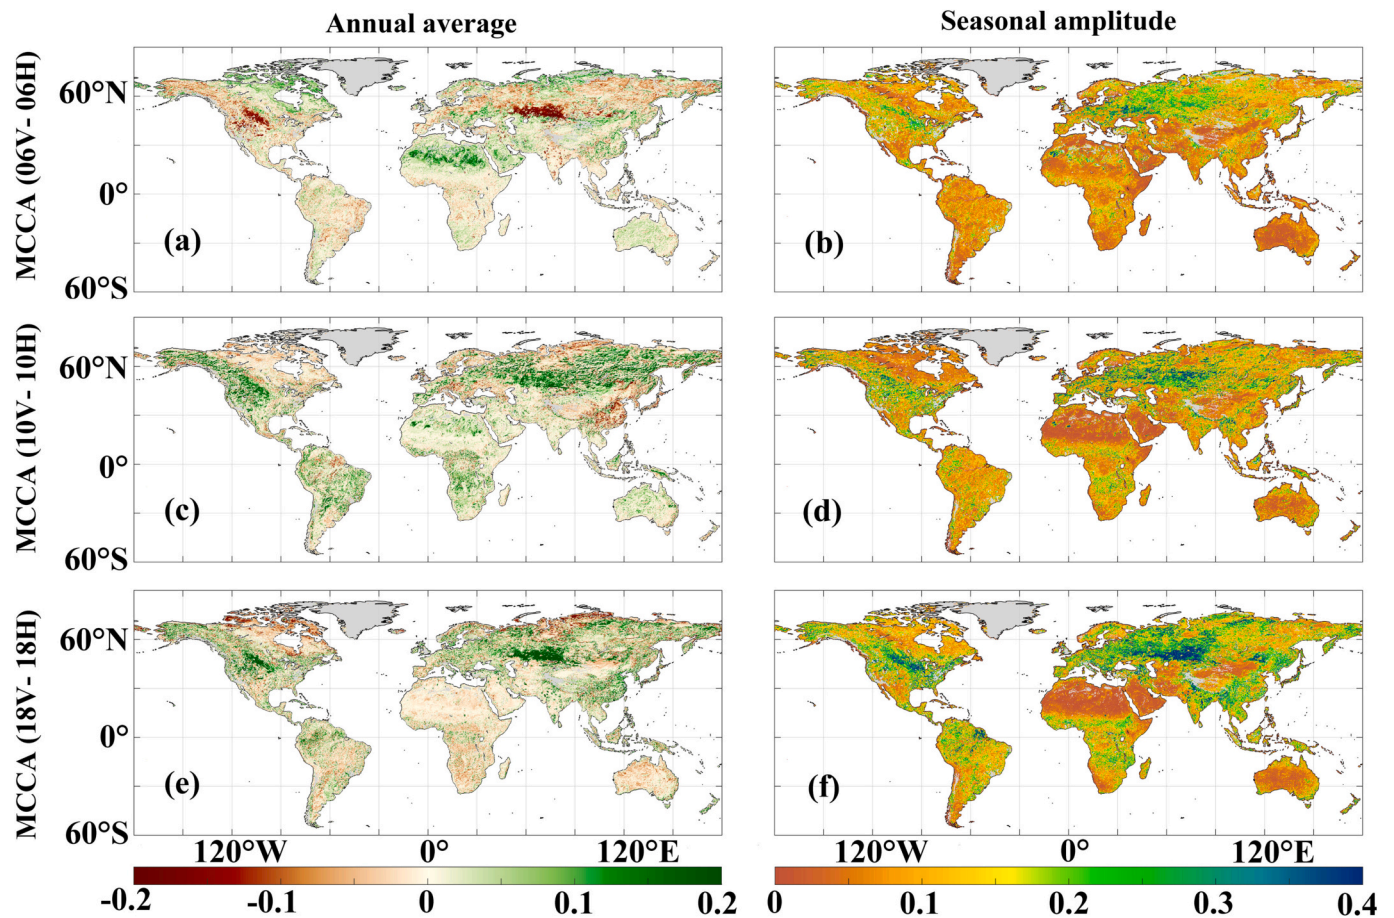 Annual average Seasonal amplitude
MCCA (06V- 06H)
60°N
0°
60°S
(a) (b)
MCCA (10V- 10H)
60°N
0°
60°S
(c) (d)
MCCA (18V- 18H)
60°N
0°
60°S
(e) (f)
120°W 0° 120°E 120°W 0° 120°E
-0.2 -0.1 0 0.1 0.2 0 0.1 0.2 0.3 0.4